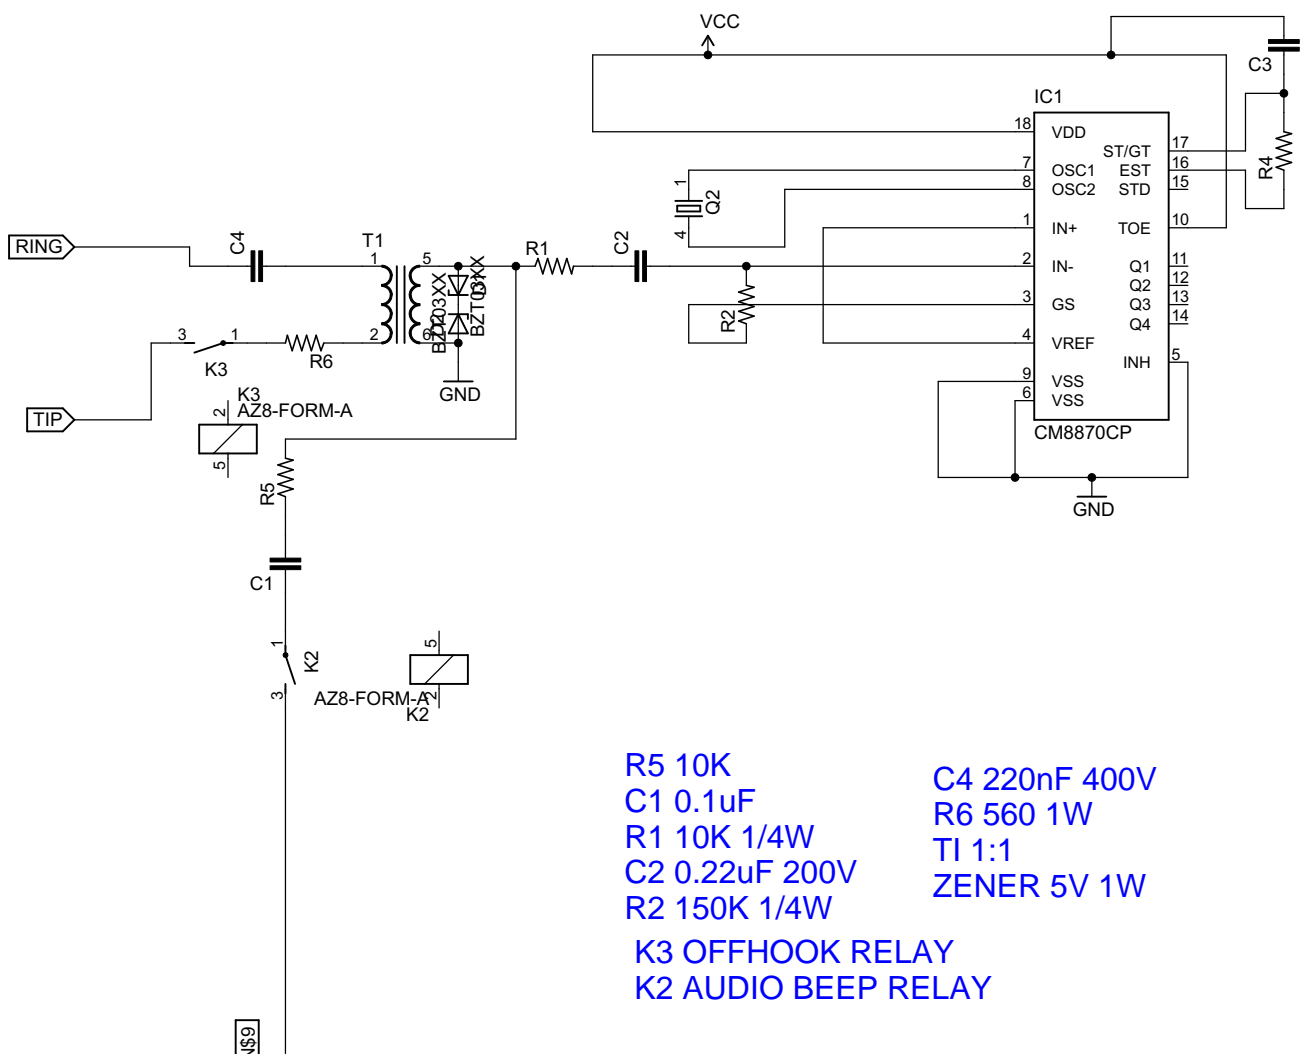 VCC
C3
IC1
18 VDD
ST/GT 17
7 OSC1
EST 16
8 OSC2
STD 15
R4
1 IN+
TOE 10
2 IN-
Q1 11
Q2 12
3 GS
Q3 13
Q4 14
4 VREF
INH 5
9 VSS
6 VSS
CM8870CP
GND
1
Q2
4
RING
C4
T1
1
5
2
6
R1
C2
R2
BZT03XX
BZT03XX
GND
3
1
K3
R6
TIP
K3
AZ8-FORM-A
2
5
R5
C1
1
K2
3
5
AZ8-FORM-A
2
K2
R5 10K
C1 0.1uF
R1 10K 1/4W
C2 0.22uF 200V
R2 150K 1/4W
C4 220nF 400V
R6 560 1W
TI 1:1
ZENER 5V 1W
K3 OFFHOOK RELAY
K2 AUDIO BEEP RELAY
N$9